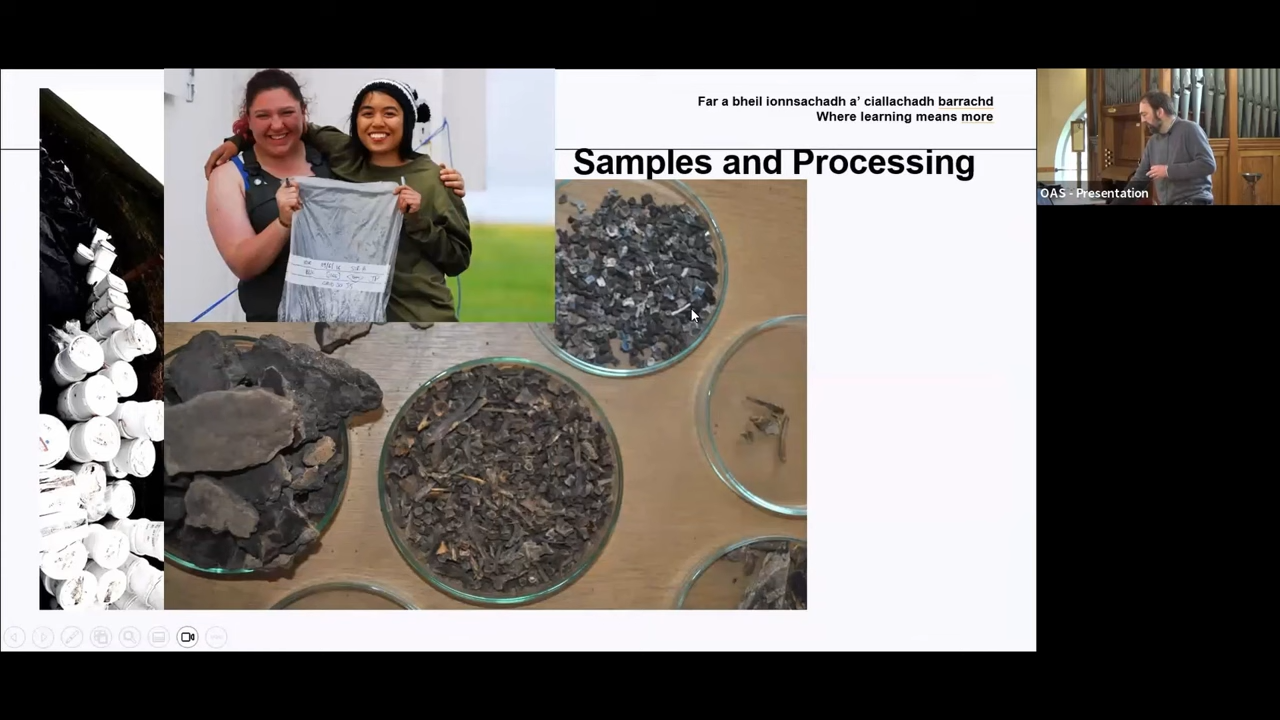 Far a bheil ionnsachadh a' ciallachadh barrachd
Where learning means more
Samples and Processing
OAS - Presentation